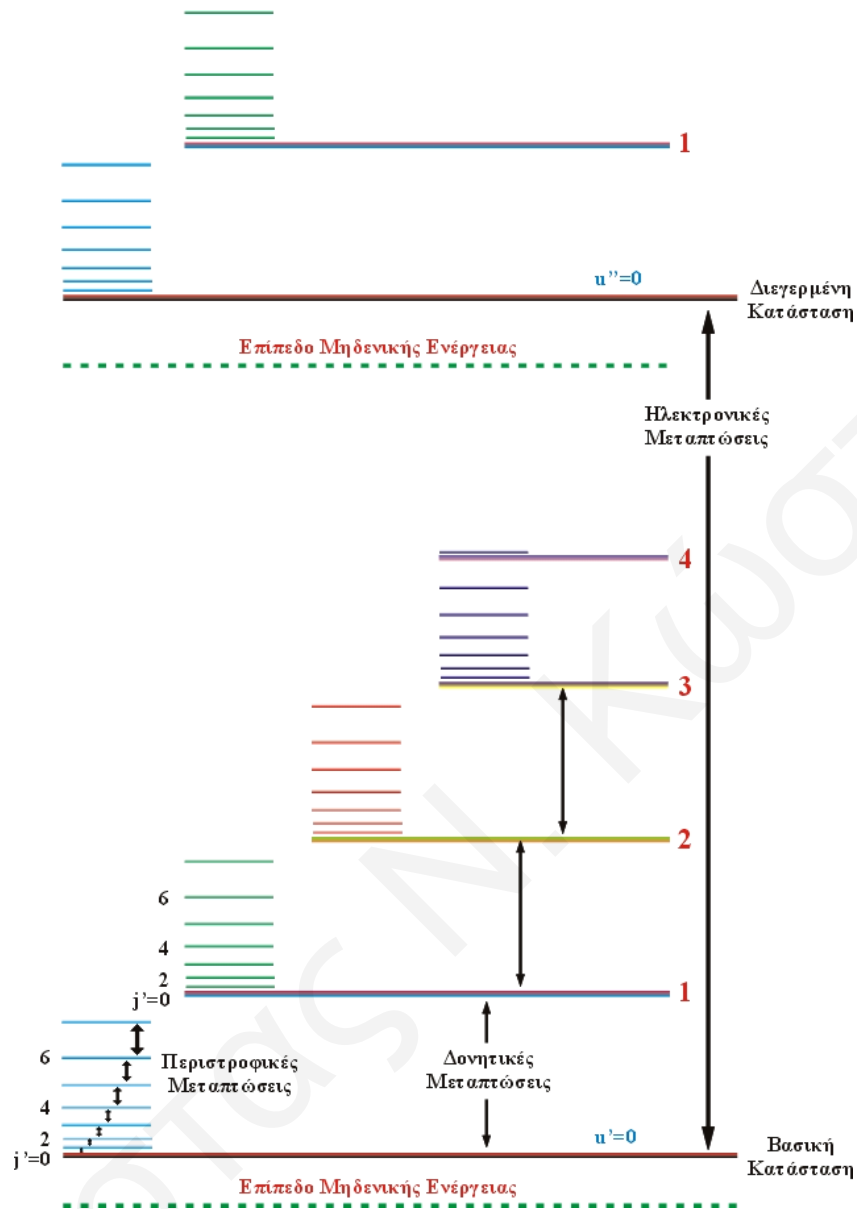 1
u’’=0
Διεγερμένη
Κατάσταση
Επίπεδο Μηδενικής Ενέργειας
Ηλεκτρονικές
Μεταπτώσεις
4
3
2
6
4
2
j’=0
1
6
4
2
j’=0
Περιστροφικές
Μεταπτώσεις
Δονητικές
Μεταπτώσεις
u’=0
Βασική
Κατάσταση
Επίπεδο Μηδενικής Ενέργειας